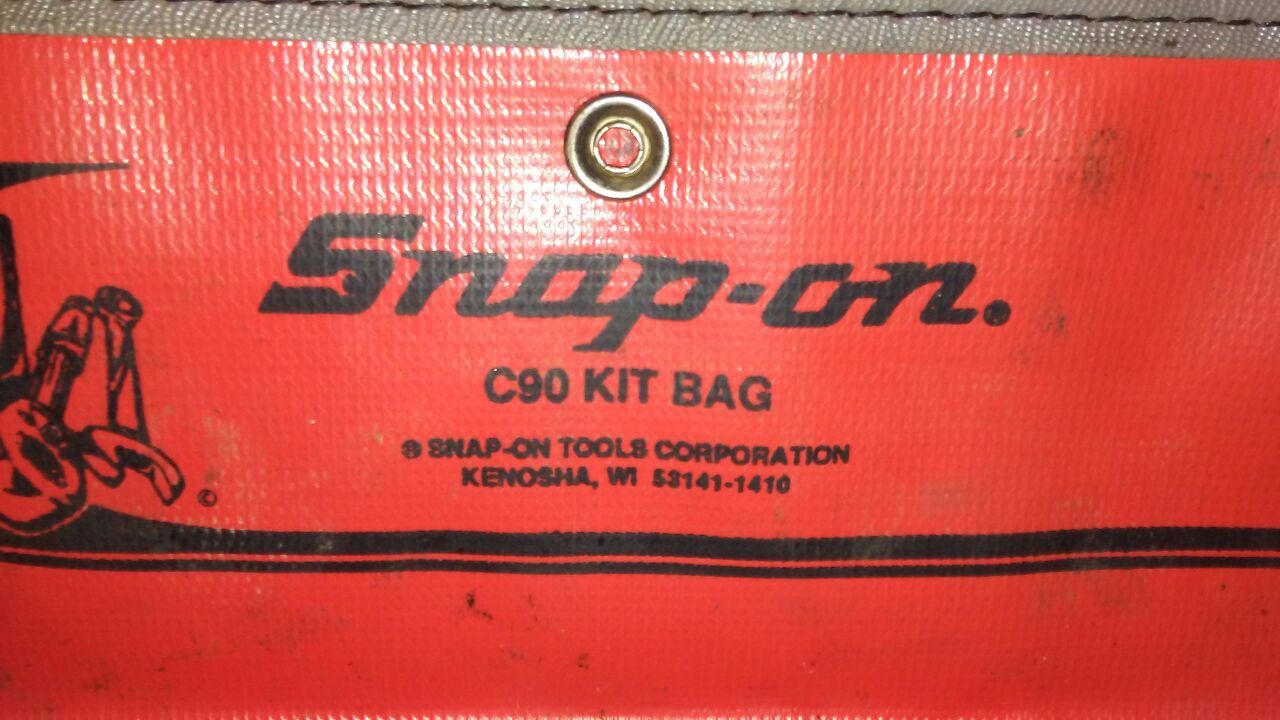 Snap-on®
C90 KIT BAG
® SNAP-ON TOOLS CORPORATION
KENOSHA, WI 53141-1410
©